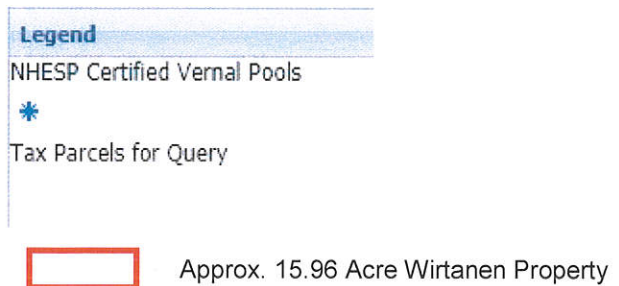 Legend
NHESP Certified Vernal Pools
Tax Parcels for Query
Approx. 15.96 Acre Wirtanen Property